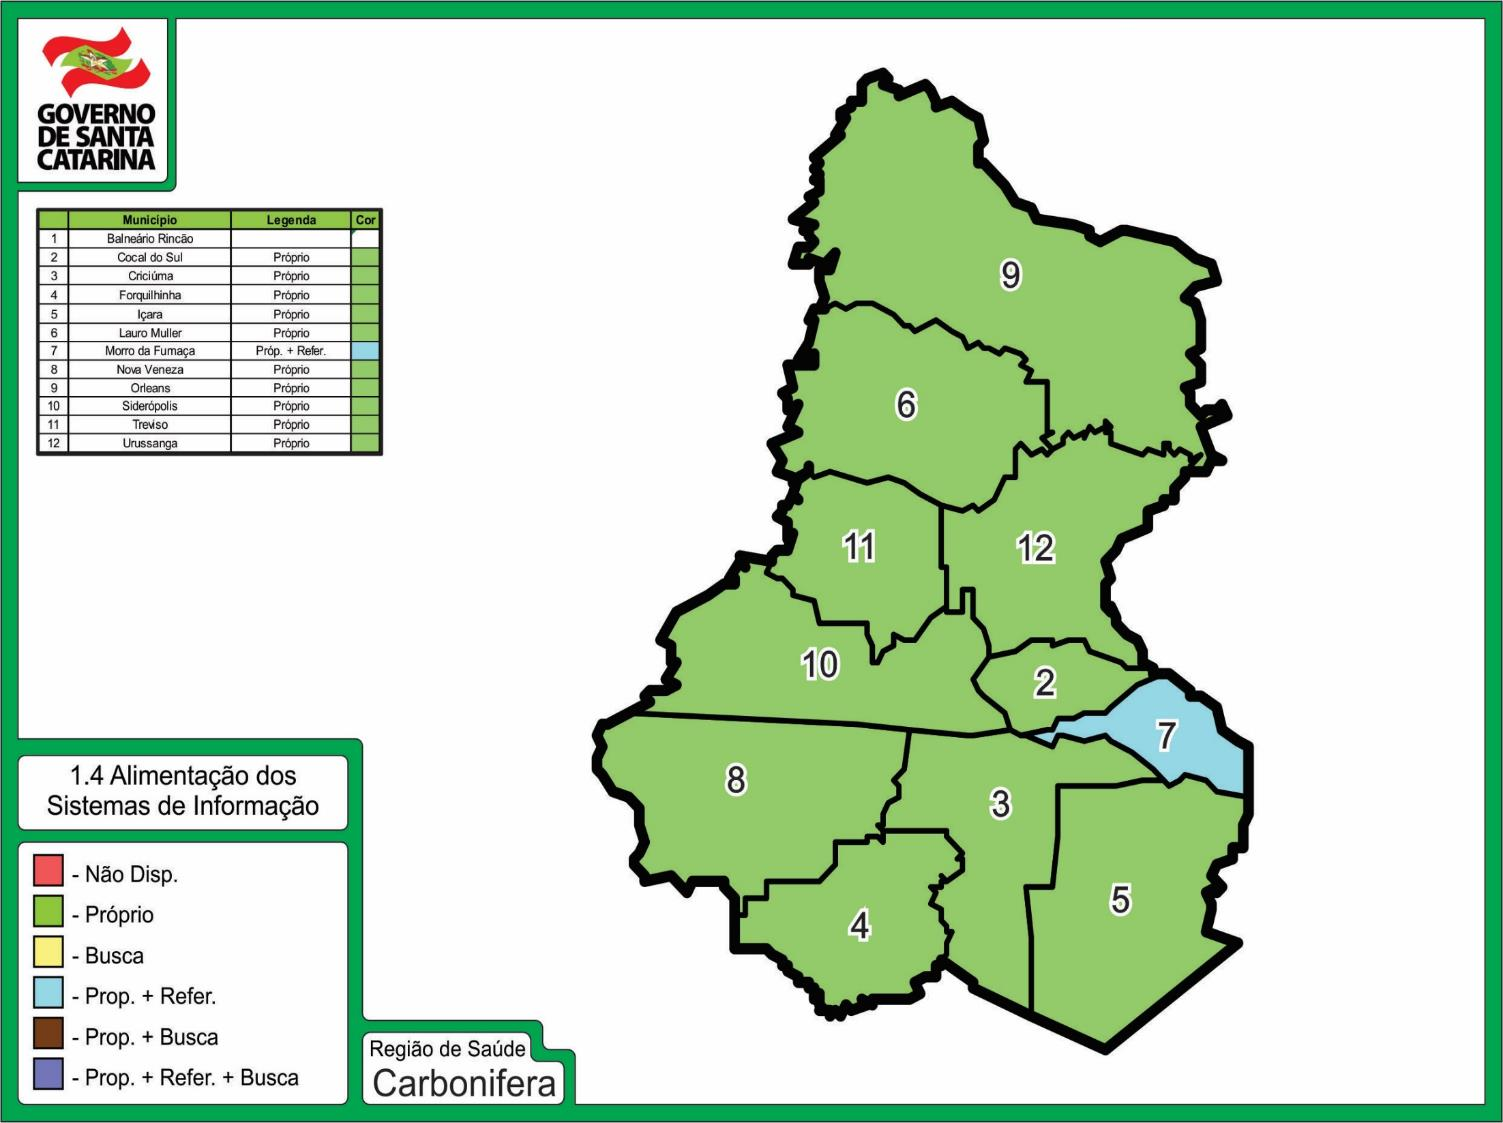 GOVERNO
DE SANTA
CATARINA
Município Legenda Cor
1 Balneário Rincão
2 Cocal do Sul Próprio
3 Criciúma Próprio
4 Forquilhinha Próprio
5 Içara Próprio
6 Lauro Muller Próprio
7 Morro da Fumaça Próp. + Refer.
8 Nova Veneza Próprio
9 Orleans Próprio
10 Siderópolis Próprio
11 Treviso Próprio
12 Urussanga Próprio
9
6
11
12
10
2
7
8
3
5
4
1.4 Alimentação dos
Sistemas de Informação
- Não Disp.
- Próprio
- Busca
- Prop. + Refer.
- Prop. + Busca
- Prop. + Refer. + Busca
Região de Saúde
Carbonifera